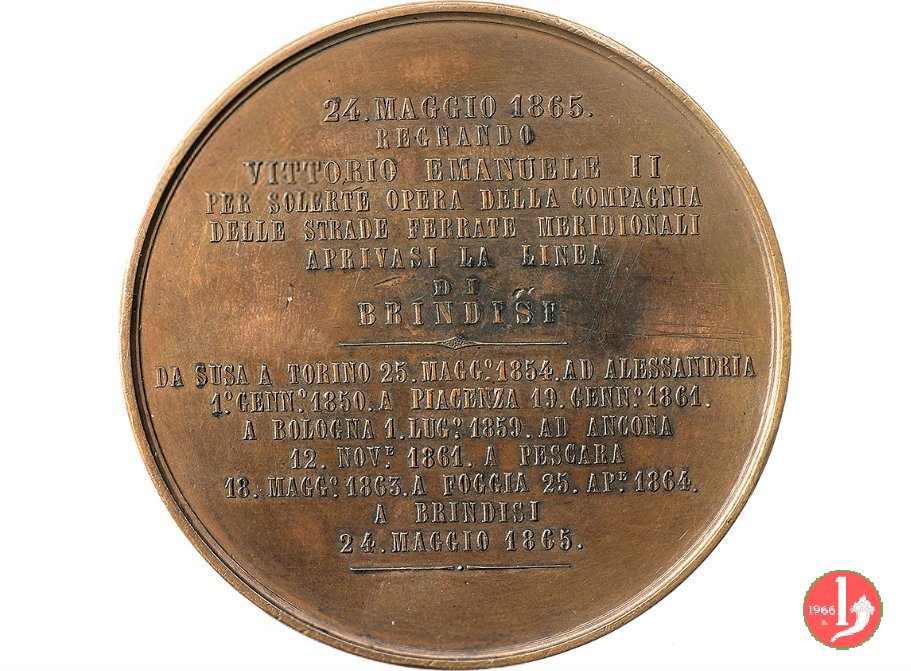 24. MAGGIO 1865.
REGNANDO
VITTORIO EMANUELE II
PER SOLERTE OPERA DELLA COMPAGNIA
DELLE STRADE FERRATE MERIDIONALI
APRIVASI LA LINEA
DI
BRINDISI
DA SUSA A TORINO 25. MAGG.º 1854. AD ALESSANDRIA
1.º GENN.º 1850. A PIACENZA 19. GENN.º 1861.
A BOLOGNA 1. LUG.º 1859. AD ANCONA
12. NOV.E 1861. A PESCARA
18. MAGG.º 1863. A FOGGIA 25. AP.E 1864.
A BRINDISI
24. MAGGIO 1865.
1966